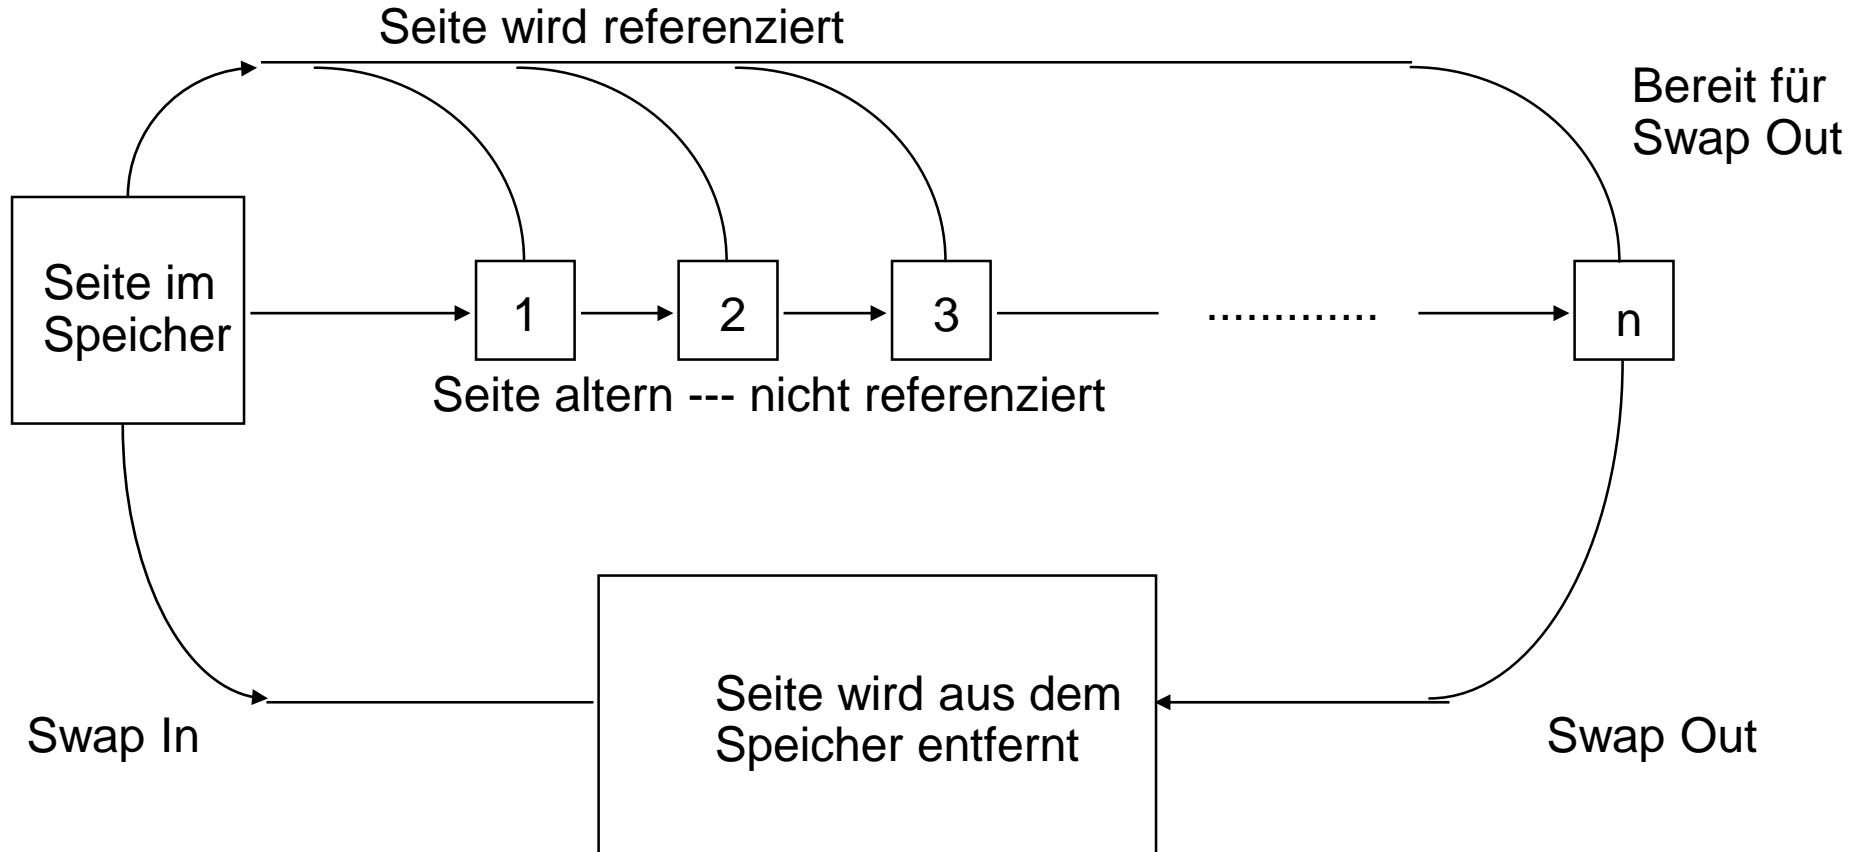 Seite wird referenziert
Bereit für
Swap Out
Seite im
Speicher
1
2
3
.............
n
Seite altern --- nicht referenziert
Seite wird aus dem
Speicher entfernt
Swap In
Swap Out